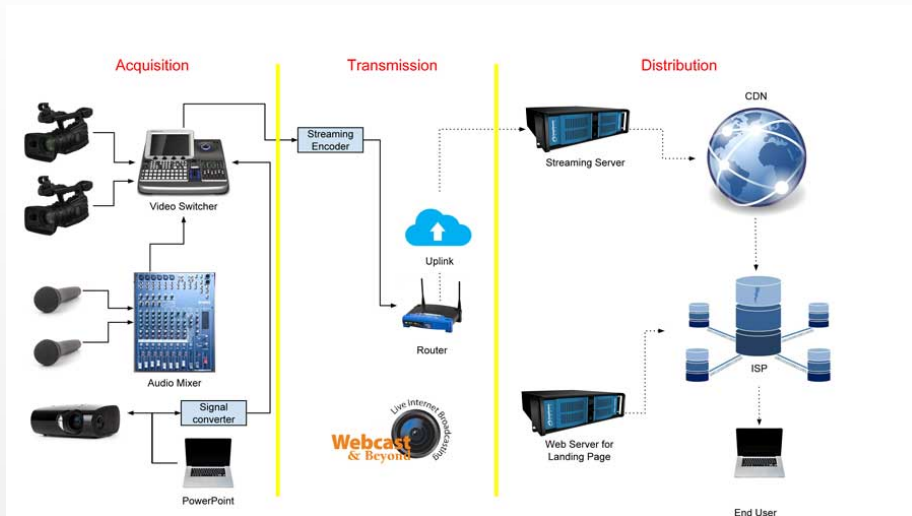 Acquisition
Transmission
Distribution
CDN
Streaming
Encoder
Streaming Server
Video Switcher
Uplink
Router
Audio Mixer
ISP
Signal
converter
Live Internet Broadcasting
Webcast
& Beyond
Web Server for
Landing Page
PowerPoint
End User